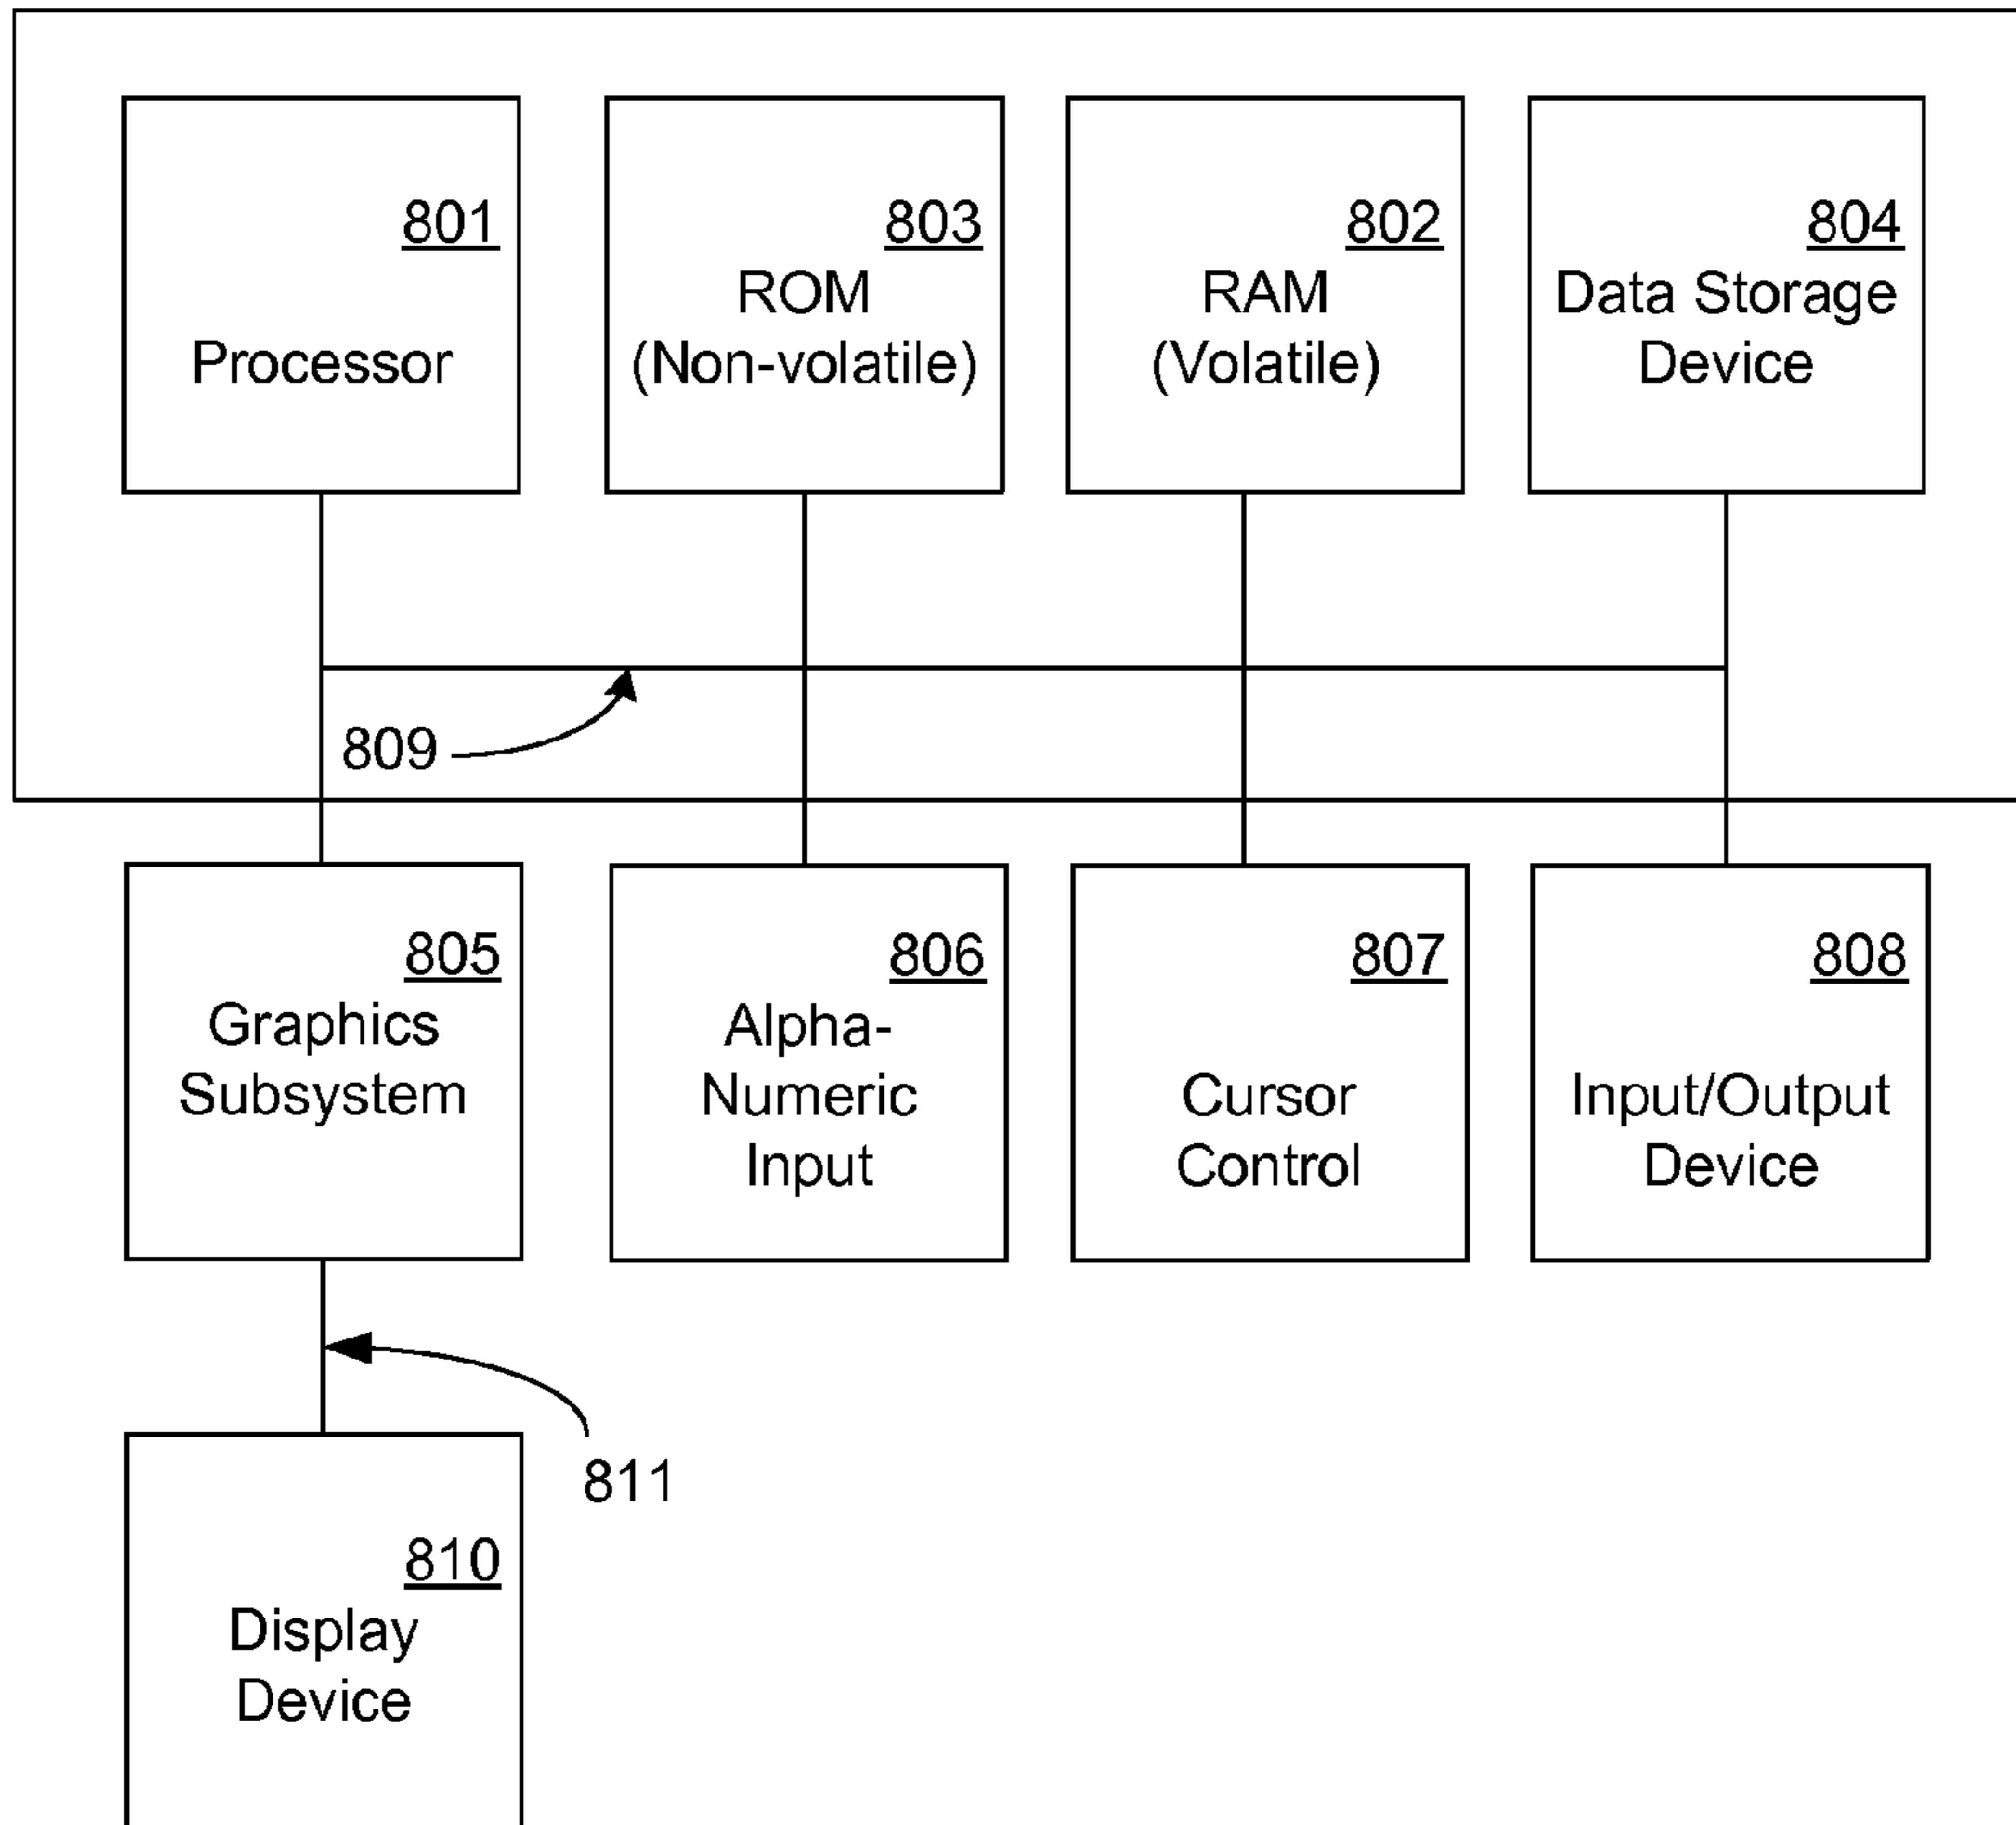 801
Processor
803
ROM
(Non-volatile)
802
RAM
(Volatile)
804
Data Storage
Device
809
805
Graphics
Subsystem
806
Alpha-
Numeric
Input
807
Cursor
Control
808
Input/Output
Device
811
810
Display
Device